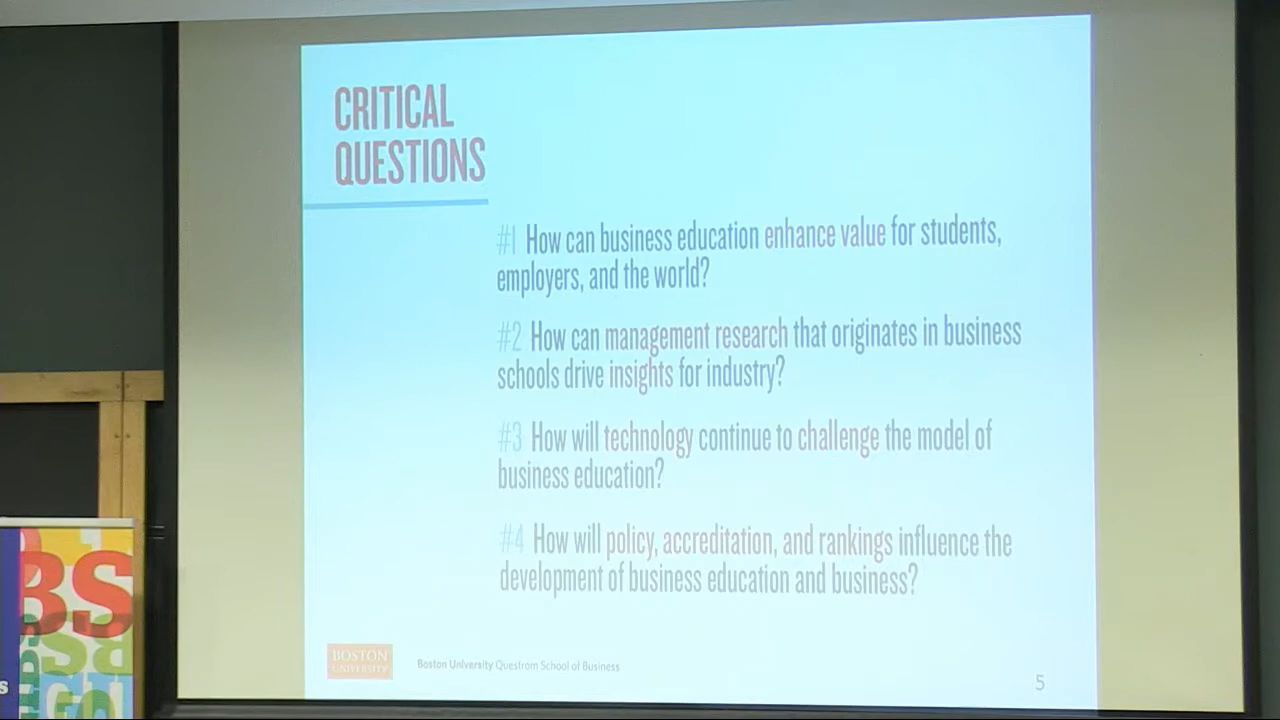 CRITICAL
QUESTIONS
#1 How can business education enhance value for students,
employers, and the world?
#2 How can management research that originates in business
schools drive insights for industry?
#3 How will technology continue to challenge the model of
business education?
#4 How will policy, accreditation, and rankings influence the
development of business education and business?
BOSTON
UNIVERSITY
Boston University Questrom School of Business
5
BS